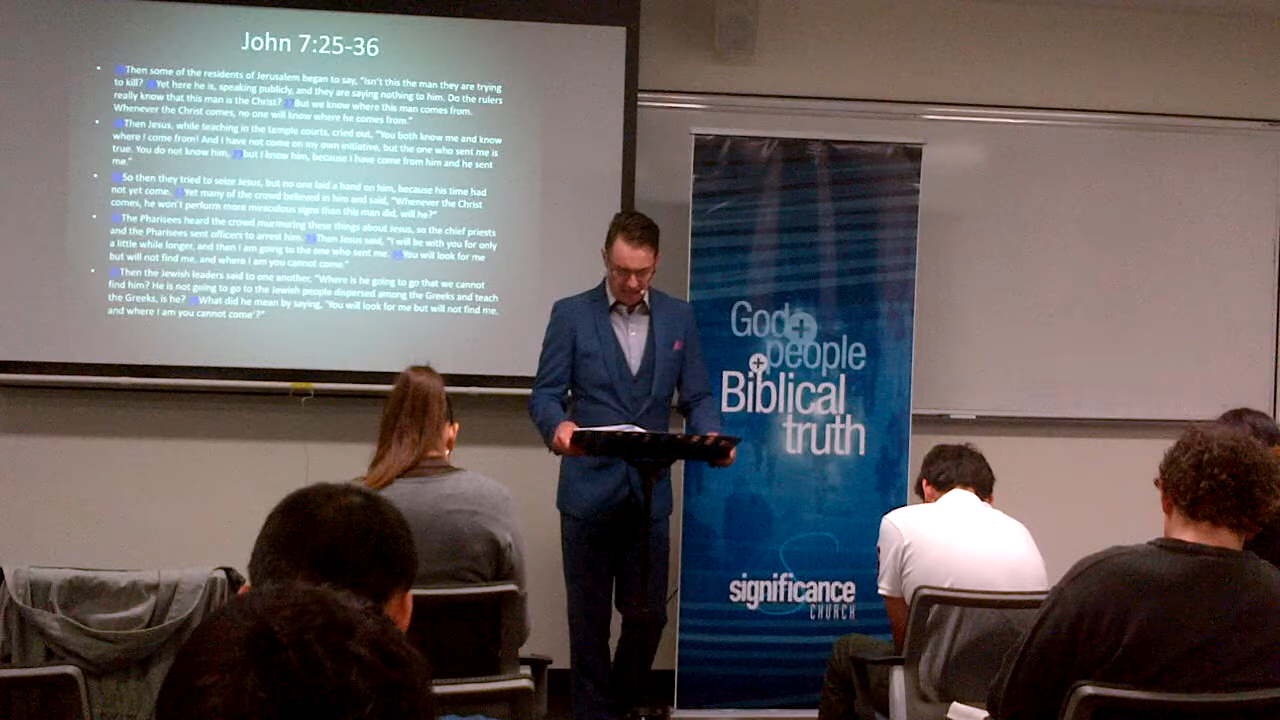 John 7:25-36
• Then some of the residents of Jerusalem began to say, "Isn't this the man they are trying
to kill? Yet here he is, speaking publicly, and they are saying nothing to him. Do the rulers
really know that this man is the Christ? But we know where this man comes from.
Whenever the Christ comes, no one will know where he comes from."
• Then Jesus, while teaching in the temple courts, cried out, "You both know me and know
where I come from! And I have not come on my own initiative, but the one who sent me is
true. You do not know him, but I know him, because I have come from him and he sent
me."
• So then they tried to seize Jesus, but no one laid a hand on him, because his time had
not yet come. Yet many of the crowd believed in him and said, "Whenever the Christ
comes, he won't perform more miraculous signs than this man did, will he?"
• The Pharisees heard the crowd murmuring these things about Jesus, so the chief priests
and the Pharisees sent officers to arrest him. Then Jesus said, "I will be with you for only
a little while longer, and then I am going to the one who sent me. You will look for me
but will not find me, and where I am you cannot come."
• Then the Jewish leaders said to one another, "Where is he going to go that we cannot
find him? He is not going to go to the Jewish people dispersed among the Greeks and teach
the Greeks, is he? What did he mean by saying, 'You will look for me but will not find me,
and where I am you cannot come'?"
God +
people
+
Biblical
truth
significance
CHURCH